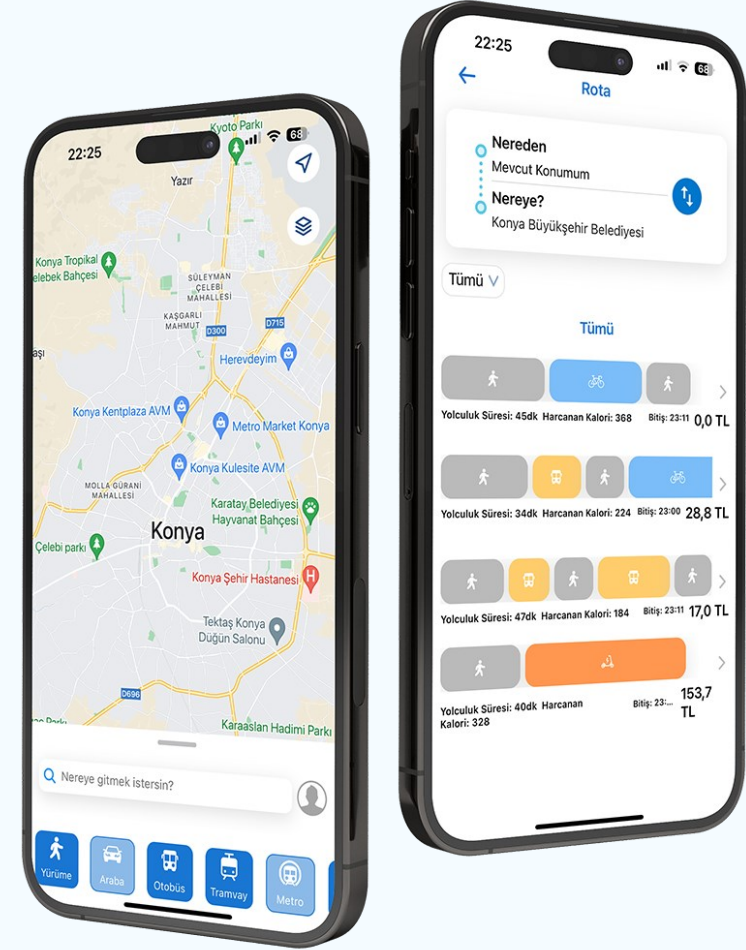 22:25
68
Kyoto Parkı
Yazır
Konya Tropikal
elebek Bahçesi
SÜLEYMAN
ÇELEBİ
MAHALLESİ
KAŞGARLI
MAHMUT
D300
D715
aşı
Herevdeyim
Konya Kentplaza AVM
Metro Market Konya
Konya Kulesite AVM
MOLLA GÜRANİ
MAHALLESİ
Karatay Belediyesi
Hayvanat Bahçesi
Konya
Çelebi parkı
Konya Şehir Hastanesi
H
Tektaş Konya
Düğün Salonu
D696
Karaaslan Hadimi Parkı
Nereye gitmek istersin?
Yürüme
Araba
Otobüs
Tramvay
Metro
22:25
68
Rota
Nereden
Mevcut Konumum
Nereye?
Konya Büyükşehir Belediyesi
Tümü
Tümü
Yolculuk Süresi: 45dk Harcanan Kalori: 368 Bitiş: 23:11 0,0 TL
Yolculuk Süresi: 34dk Harcanan Kalori: 224 Bitiş: 23:00 28,8 TL
Yolculuk Süresi: 47dk Harcanan Kalori: 184 Bitiş: 23:11 17,0 TL
Yolculuk Süresi: 40dk Harcanan Bitiş: 23:... 153,7
Kalori: 328 TL